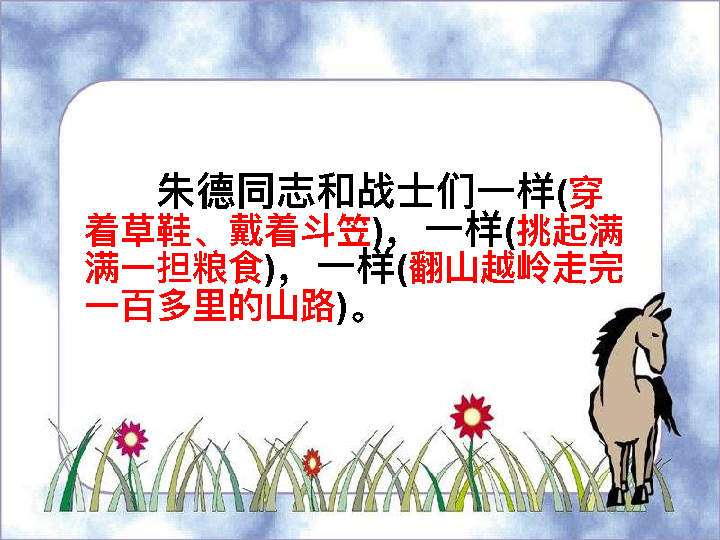 朱德同志和战士们一样(穿
着草鞋、戴着斗笠)，一样(挑起满
满一担粮食)，一样(翻山越岭走完
一百多里的山路)。